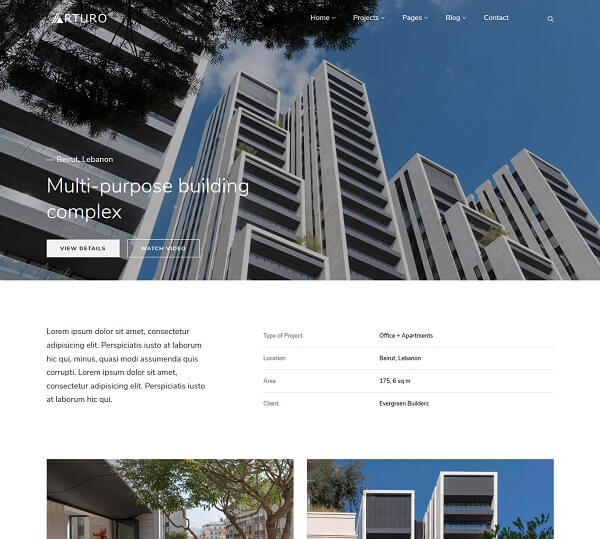 ARTURO
Home Projects Pages Blog Contact
— Beirut, Lebanon
Multi-purpose building
complex
VIEW DETAILS WATCH VIDEO
Lorem ipsum dolor sit amet, consectetur
adipisicing elit. Perspiciatis iusto at laborum
hic qui, minus, quasi modi assumenda quis
corrupti. Lorem ipsum dolor sit amet,
consectetur adipisicing elit. Perspiciatis iusto
at laborum hic qui.
Type of Project Office + Apartments
Location Beirut, Lebanon
Area 175, 6 sq m
Client Evergreen Builders